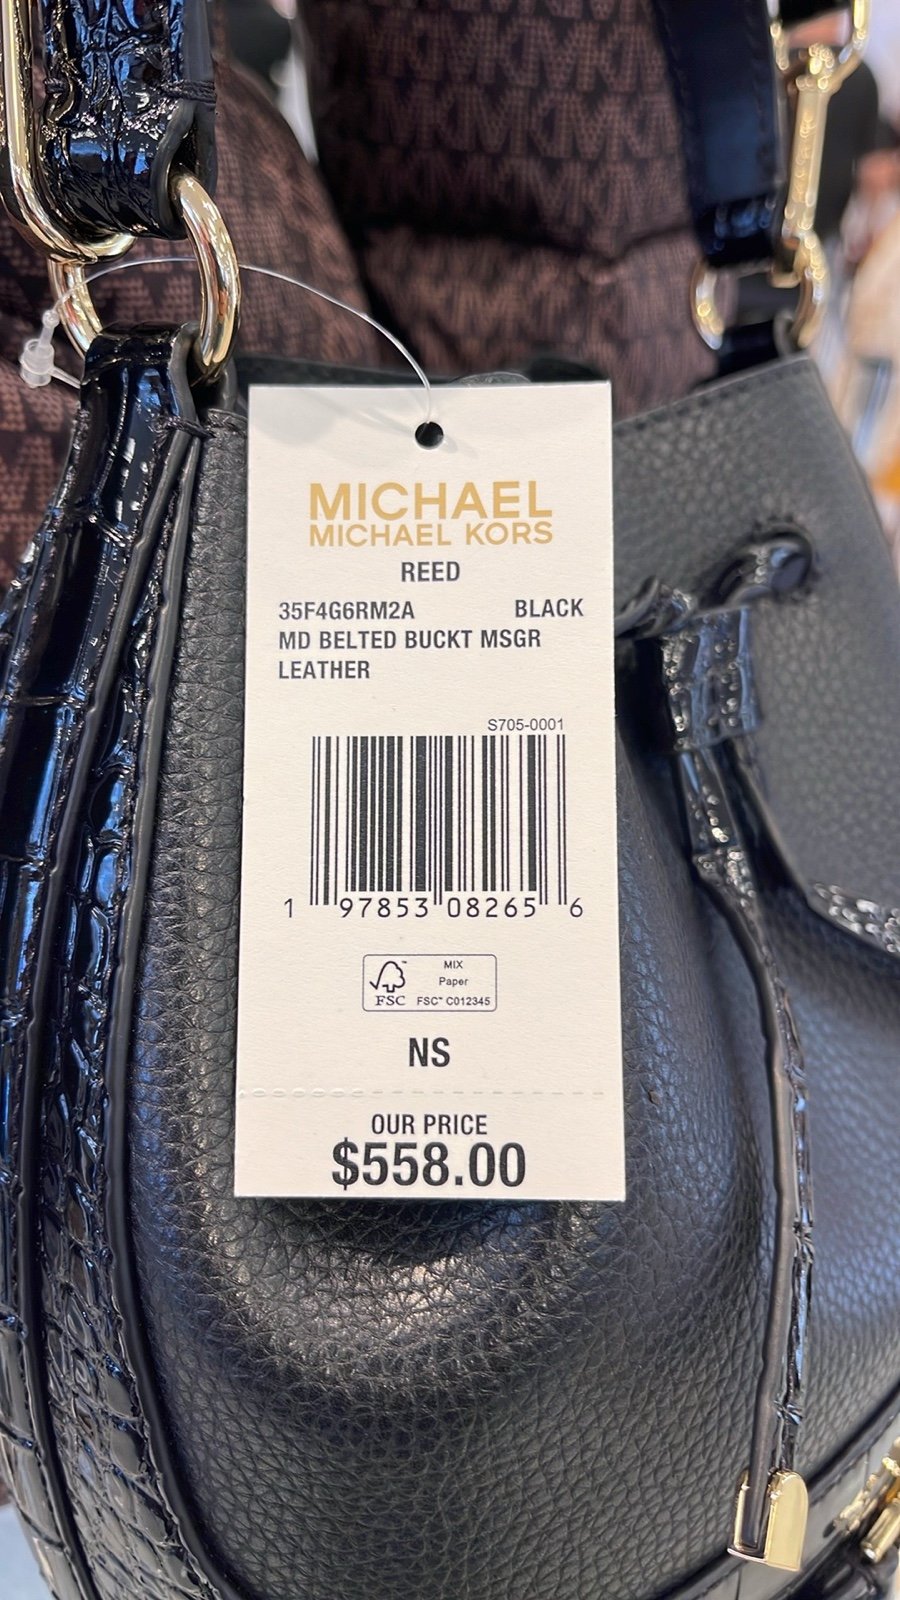 MICHAEL
MICHAEL KORS
REED
35F4G6RM2A BLACK
MD BELTED BUCKT MSGR
LEATHER
S705-0001
1 97853 08265 6
MIX
Paper
FSC™ C012345
FSC
NS
OUR PRICE
$558.00